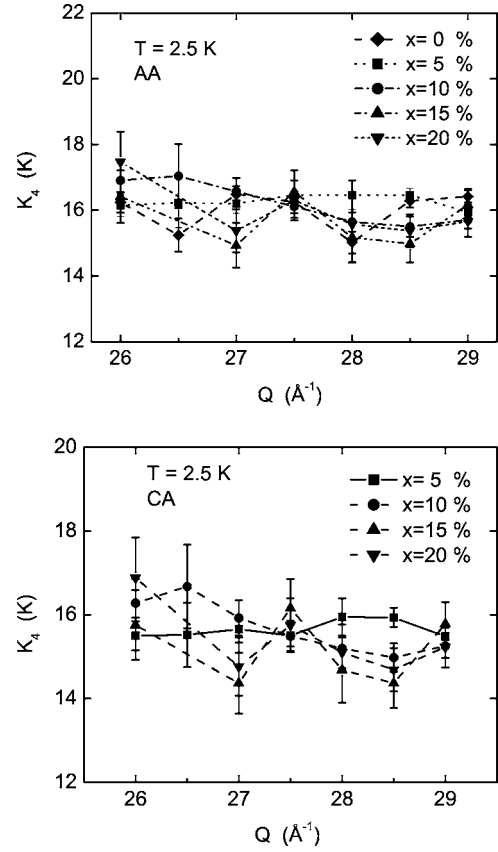 22
T = 2.5 K
AA
x= 0 %
x= 5 %
x=10 %
x=15 %
x=20 %
20
18
16
14
12
K4 (K)
26 27 28 29
Q (Å-1)
20
T = 2.5 K
CA
x= 5 %
x=10 %
x=15 %
x=20 %
18
16
14
12
K4 (K)
26 27 28 29
Q (Å-1)